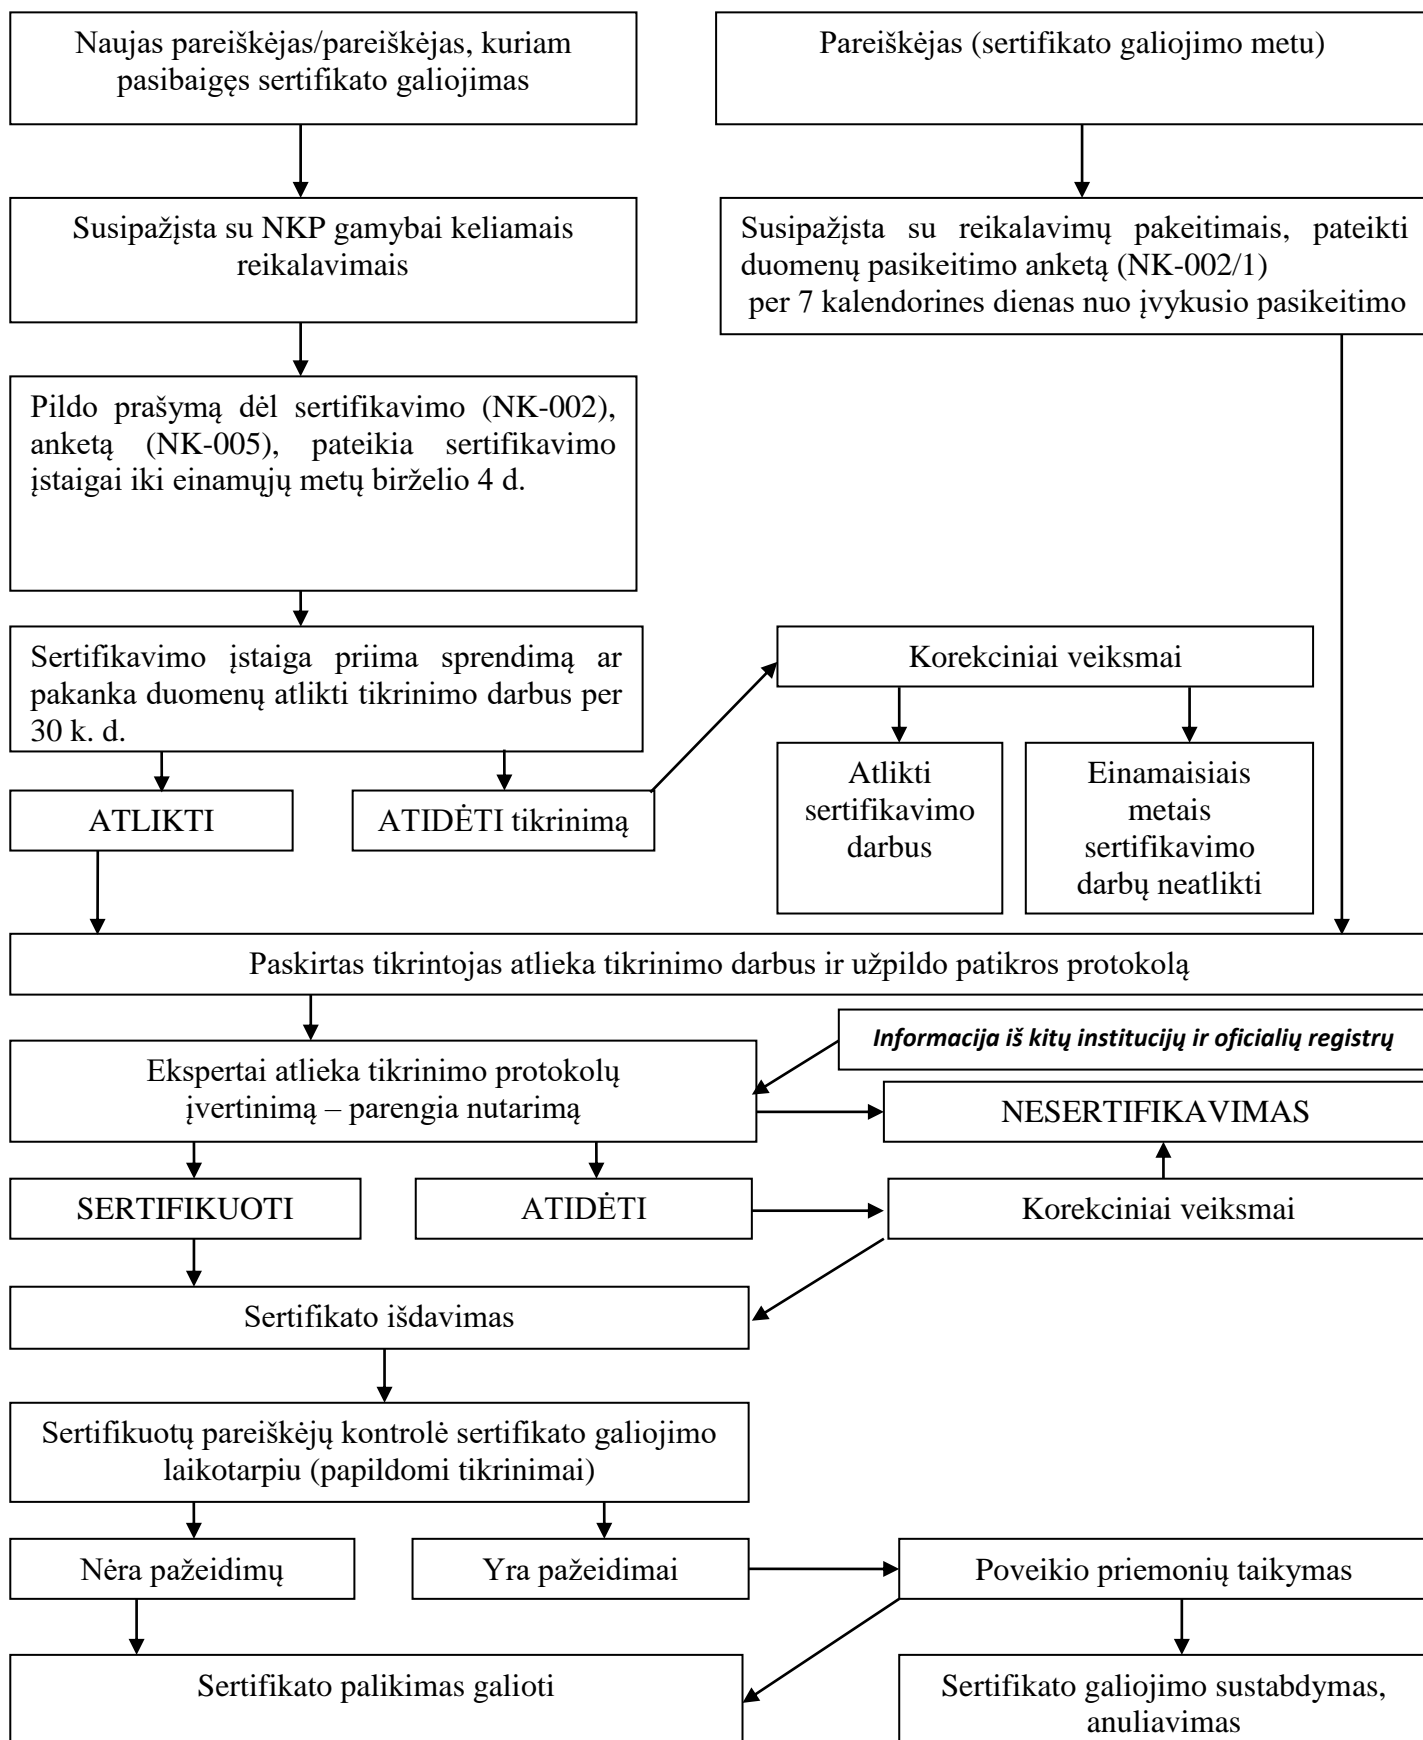 Naujas pareiškėjas/pareiškėjas, kuriam
pasibaigęs sertifikato galiojimas
Pareiškėjas (sertifikato galiojimo metu)
Susipažįsta su NKP gamybai keliamais
reikalavimais
Susipažįsta su reikalavimų pakeitimais, pateikti
duomenų pasikeitimo anketą (NK-002/1)
per 7 kalendorines dienas nuo įvykusio pasikeitimo
Pildo prašymą dėl sertifikavimo (NK-002),
anketą (NK-005), pateikia sertifikavimo
įstaigai iki einamųjų metų birželio 4 d.
Sertifikavimo įstaiga priima sprendimą ar
pakanka duomenų atlikti tikrinimo darbus per
30 k. d.
Korekciniai veiksmai
ATLIKTI
ATIDĖTI tikrinimą
Atlikti
sertifikavimo
darbus
Einamaisiais
metais
sertifikavimo
darbų neatlikti
Paskirtas tikrintojas atlieka tikrinimo darbus ir užpildo patikros protokolą
Informacija iš kitų institucijų ir oficialių registrų
Ekspertai atlieka tikrinimo protokolų
įvertinimą – parengia nutarimą
NESERTIFIKAVIMAS
SERTIFIKUOTI
ATIDĖTI
Korekciniai veiksmai
Sertifikato išdavimas
Sertifikuotų pareiškėjų kontrolė sertifikato galiojimo
laikotarpiu (papildomi tikrinimai)
Nėra pažeidimų
Yra pažeidimai
Poveikio priemonių taikymas
Sertifikato palikimas galioti
Sertifikato galiojimo sustabdymas,
anuliavimas